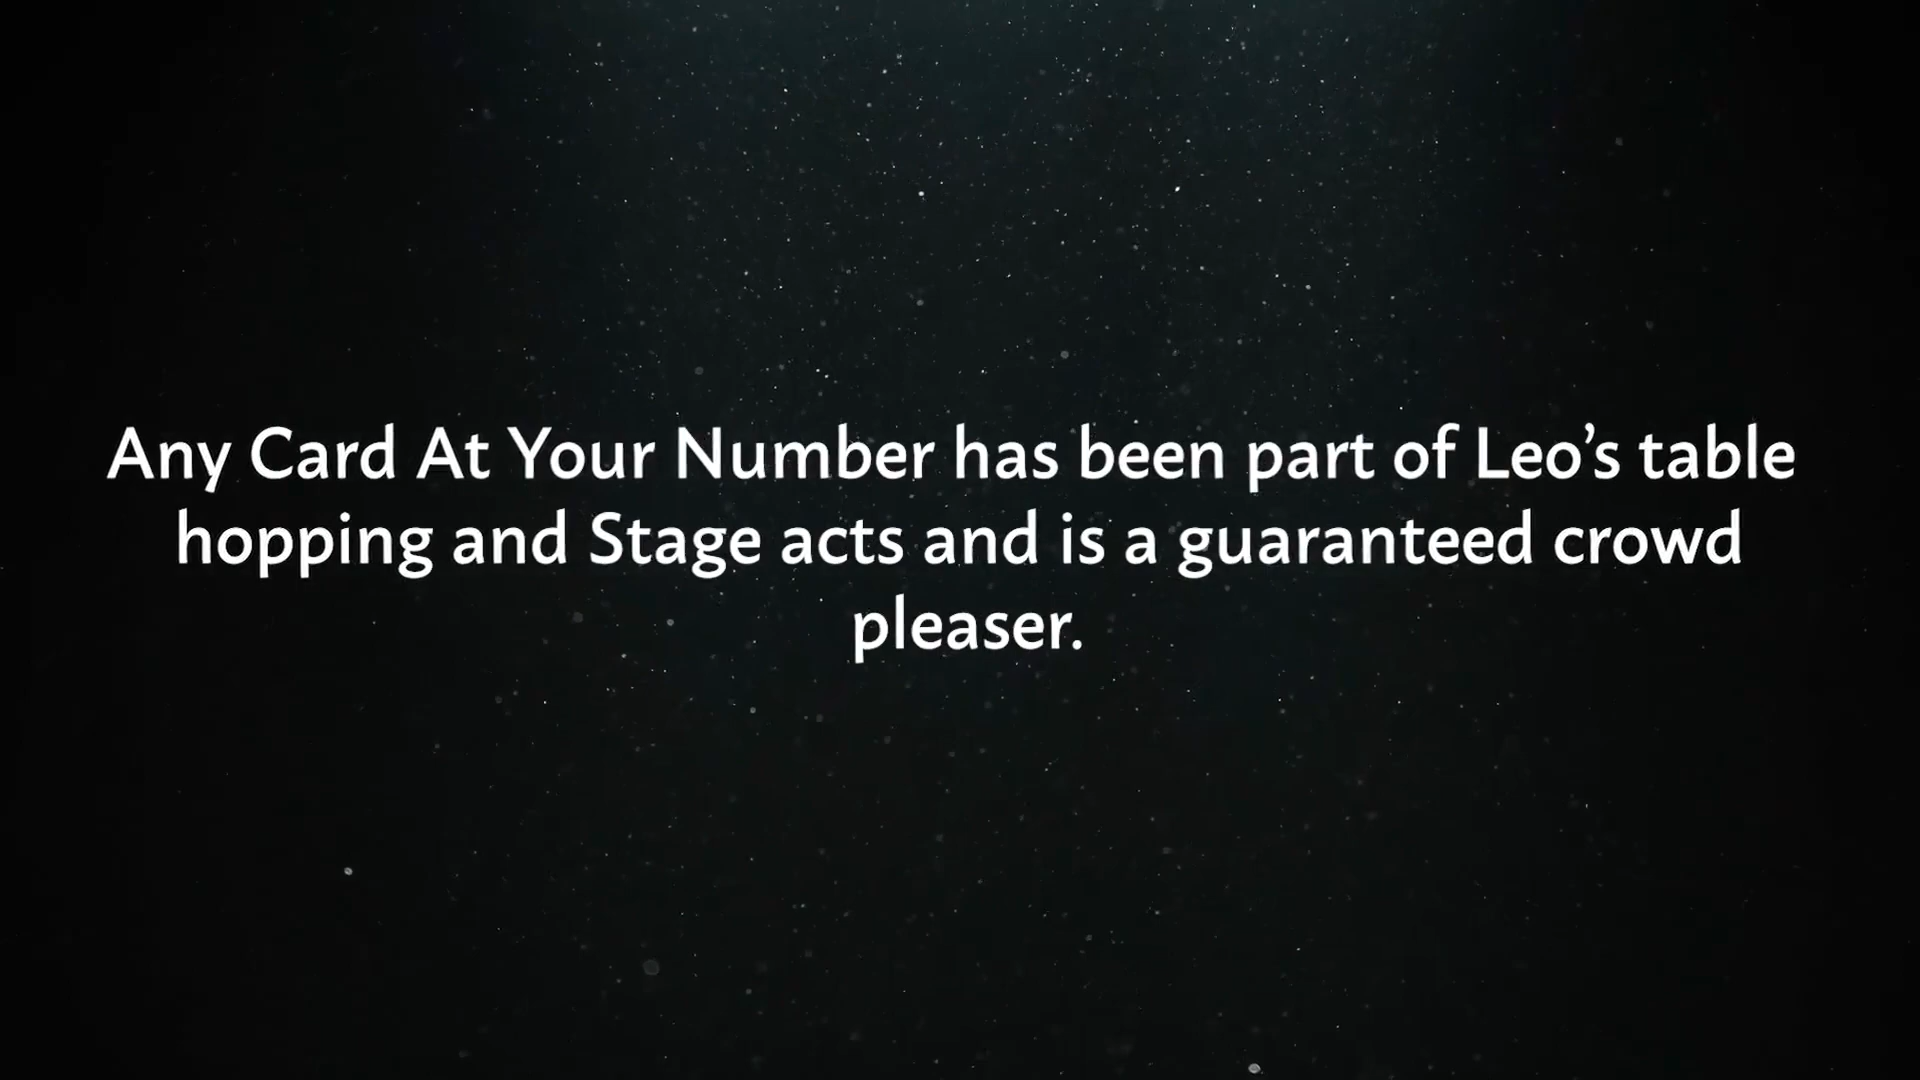 Any Card At Your Number has been part of Leo’s table
hopping and Stage acts and is a guaranteed crowd
pleaser.